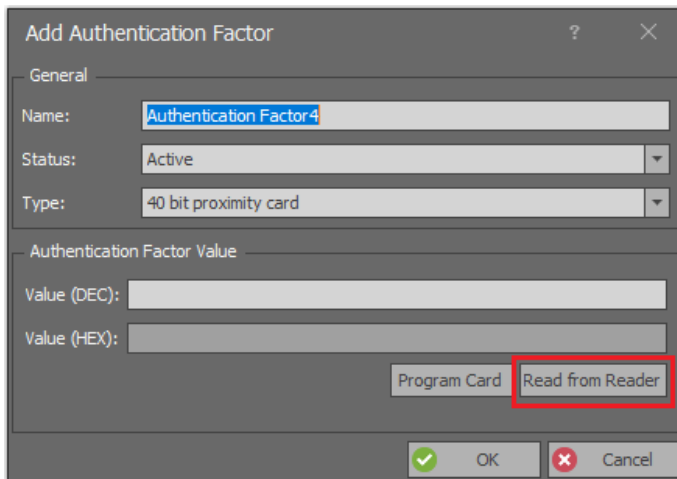 Add Authentication Factor ?
General
Name: Authentication Factor4
Status: Active
Type: 40 bit proximity card
Authentication Factor Value
Value (DEC):
Value (HEX):
Program Card Read from Reader
OK Cancel